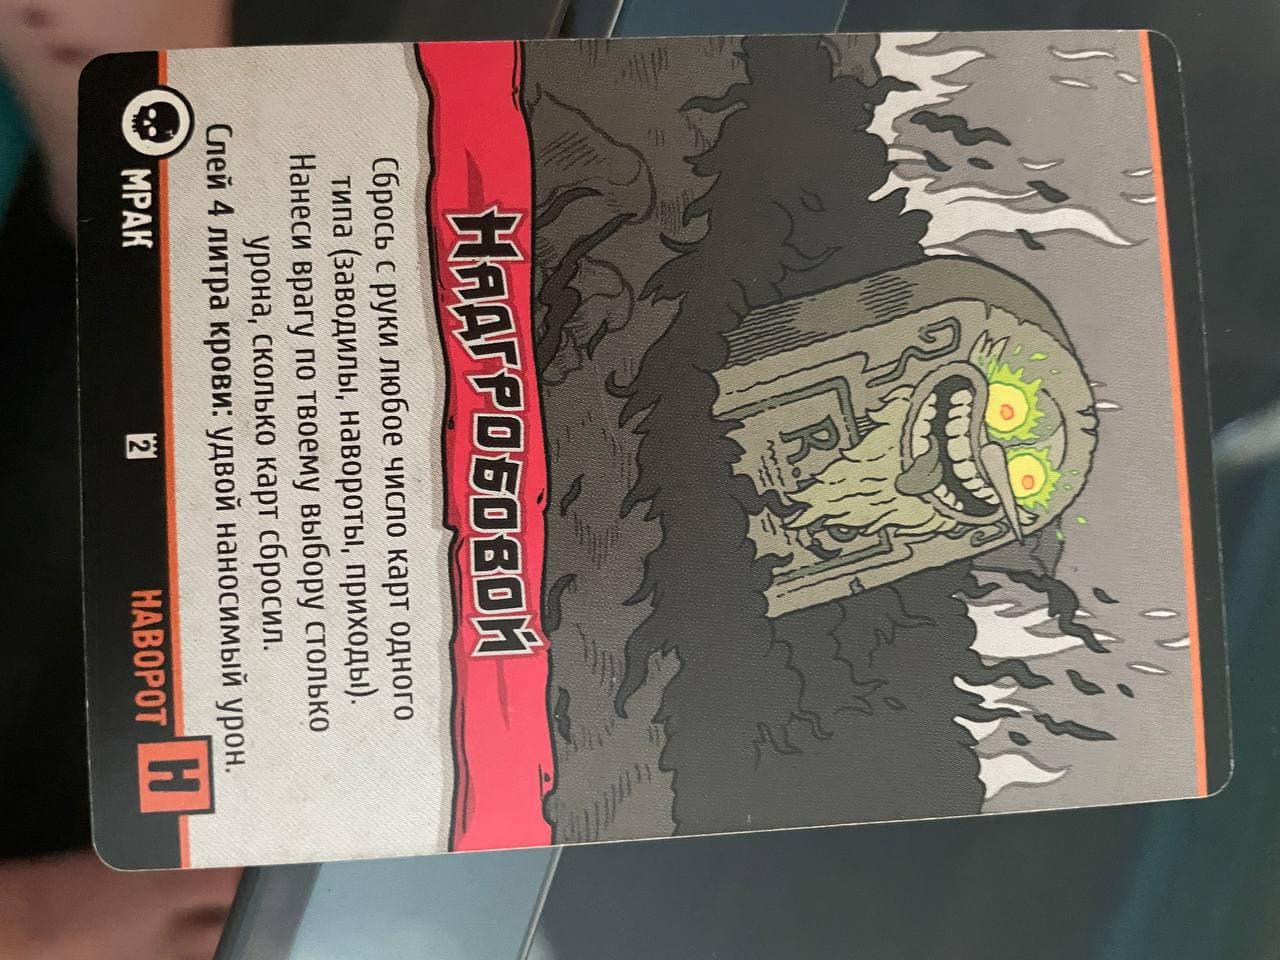 R.
НАДГРОБОВОЙ
Сбрось с руки любое число карт одного
типа (заводилы, навороты, приходы).
Нанеси врагу по твоему выбору столько
урона, сколько карт сбросил.
Слей 4 литра крови: удвой наносимый урон.
МРАК
2
НАВОРОТ
Н